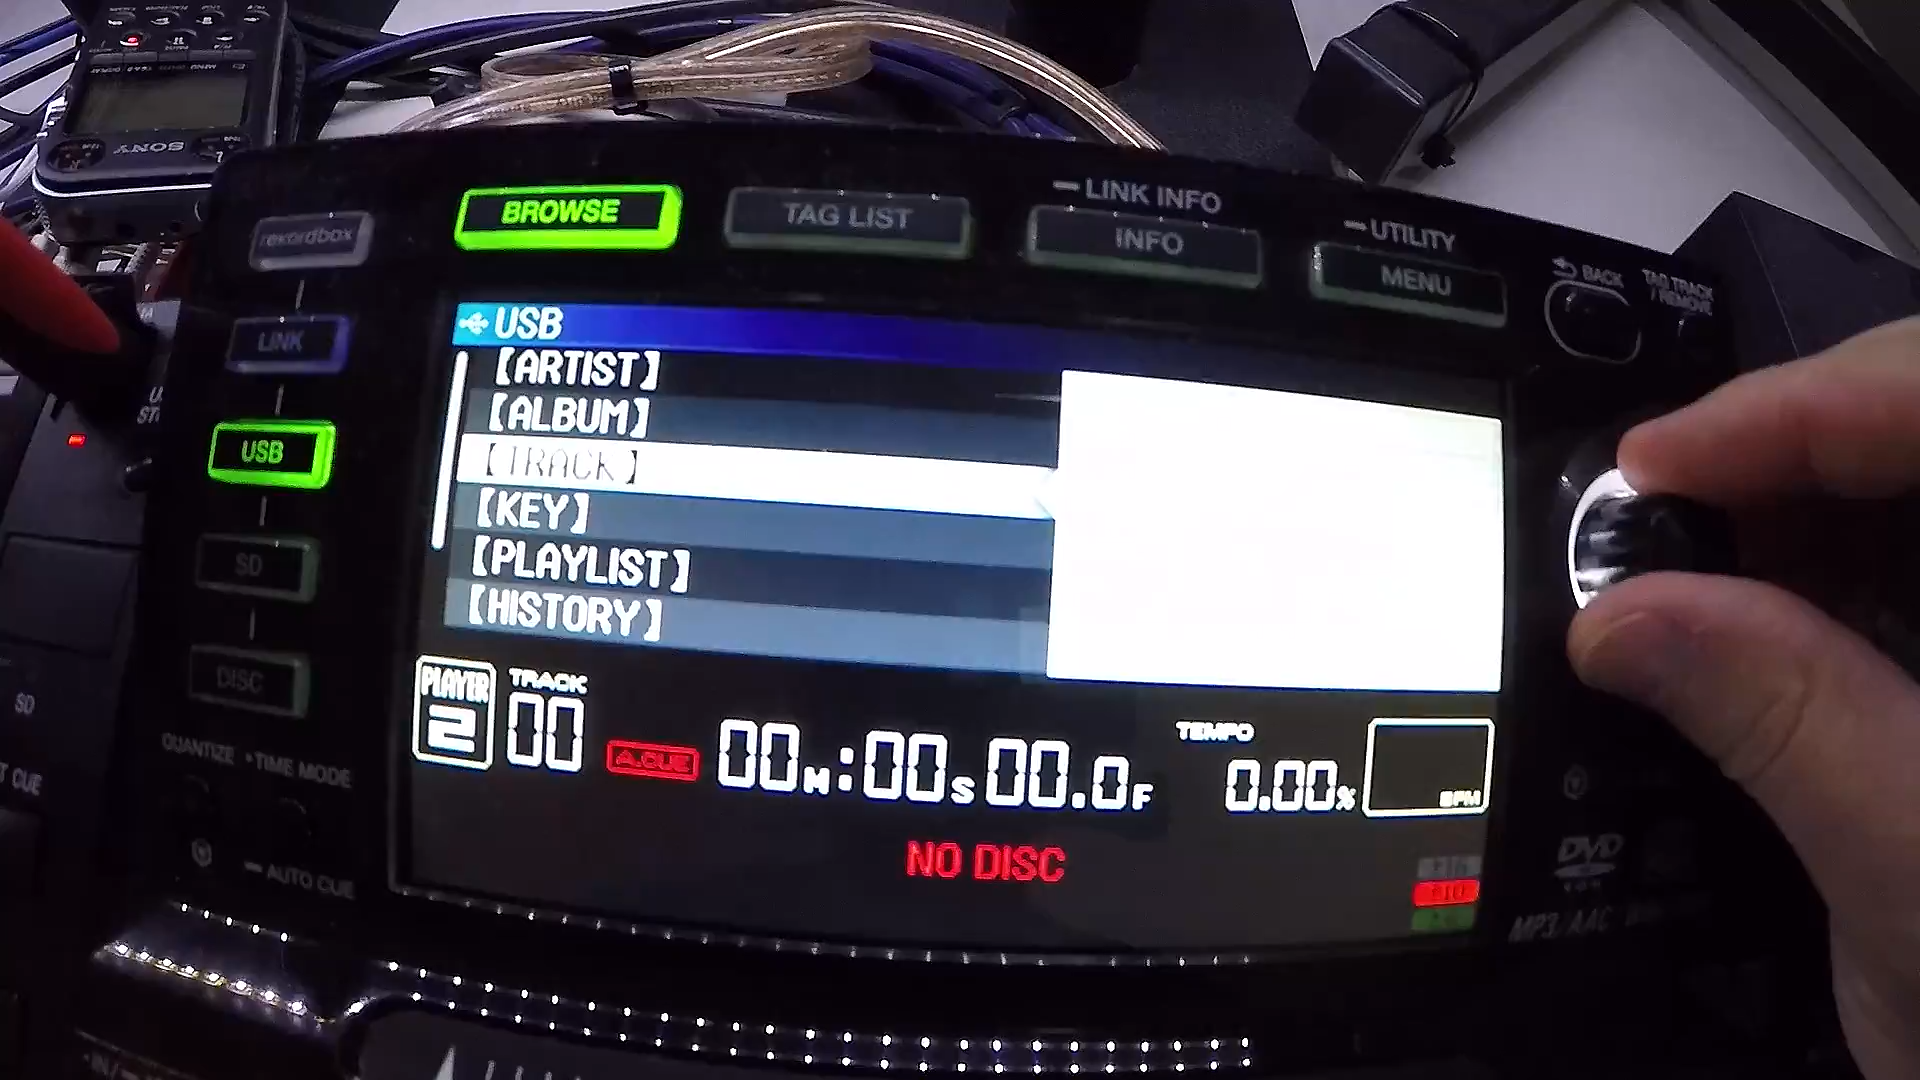 SONY
rekordbox
BROWSE
TAG LIST
LINK INFO
INFO
UTILITY
MENU
BACK
TAG TRACK
/ REMOVE
LINK
USB
SD
DISC
USB
【ARTIST】
【ALBUM】
【TRACK】
【KEY】
【PLAYLIST】
【HISTORY】
PLAYER
2
TRACK
00
A.CUE
00M:00S00.0F
TEMPO
0.00%
BPM
NO DISC
QUANTIZE
TIME MODE
AUTO CUE
SD
T CUE
DVD
MP3/AAC